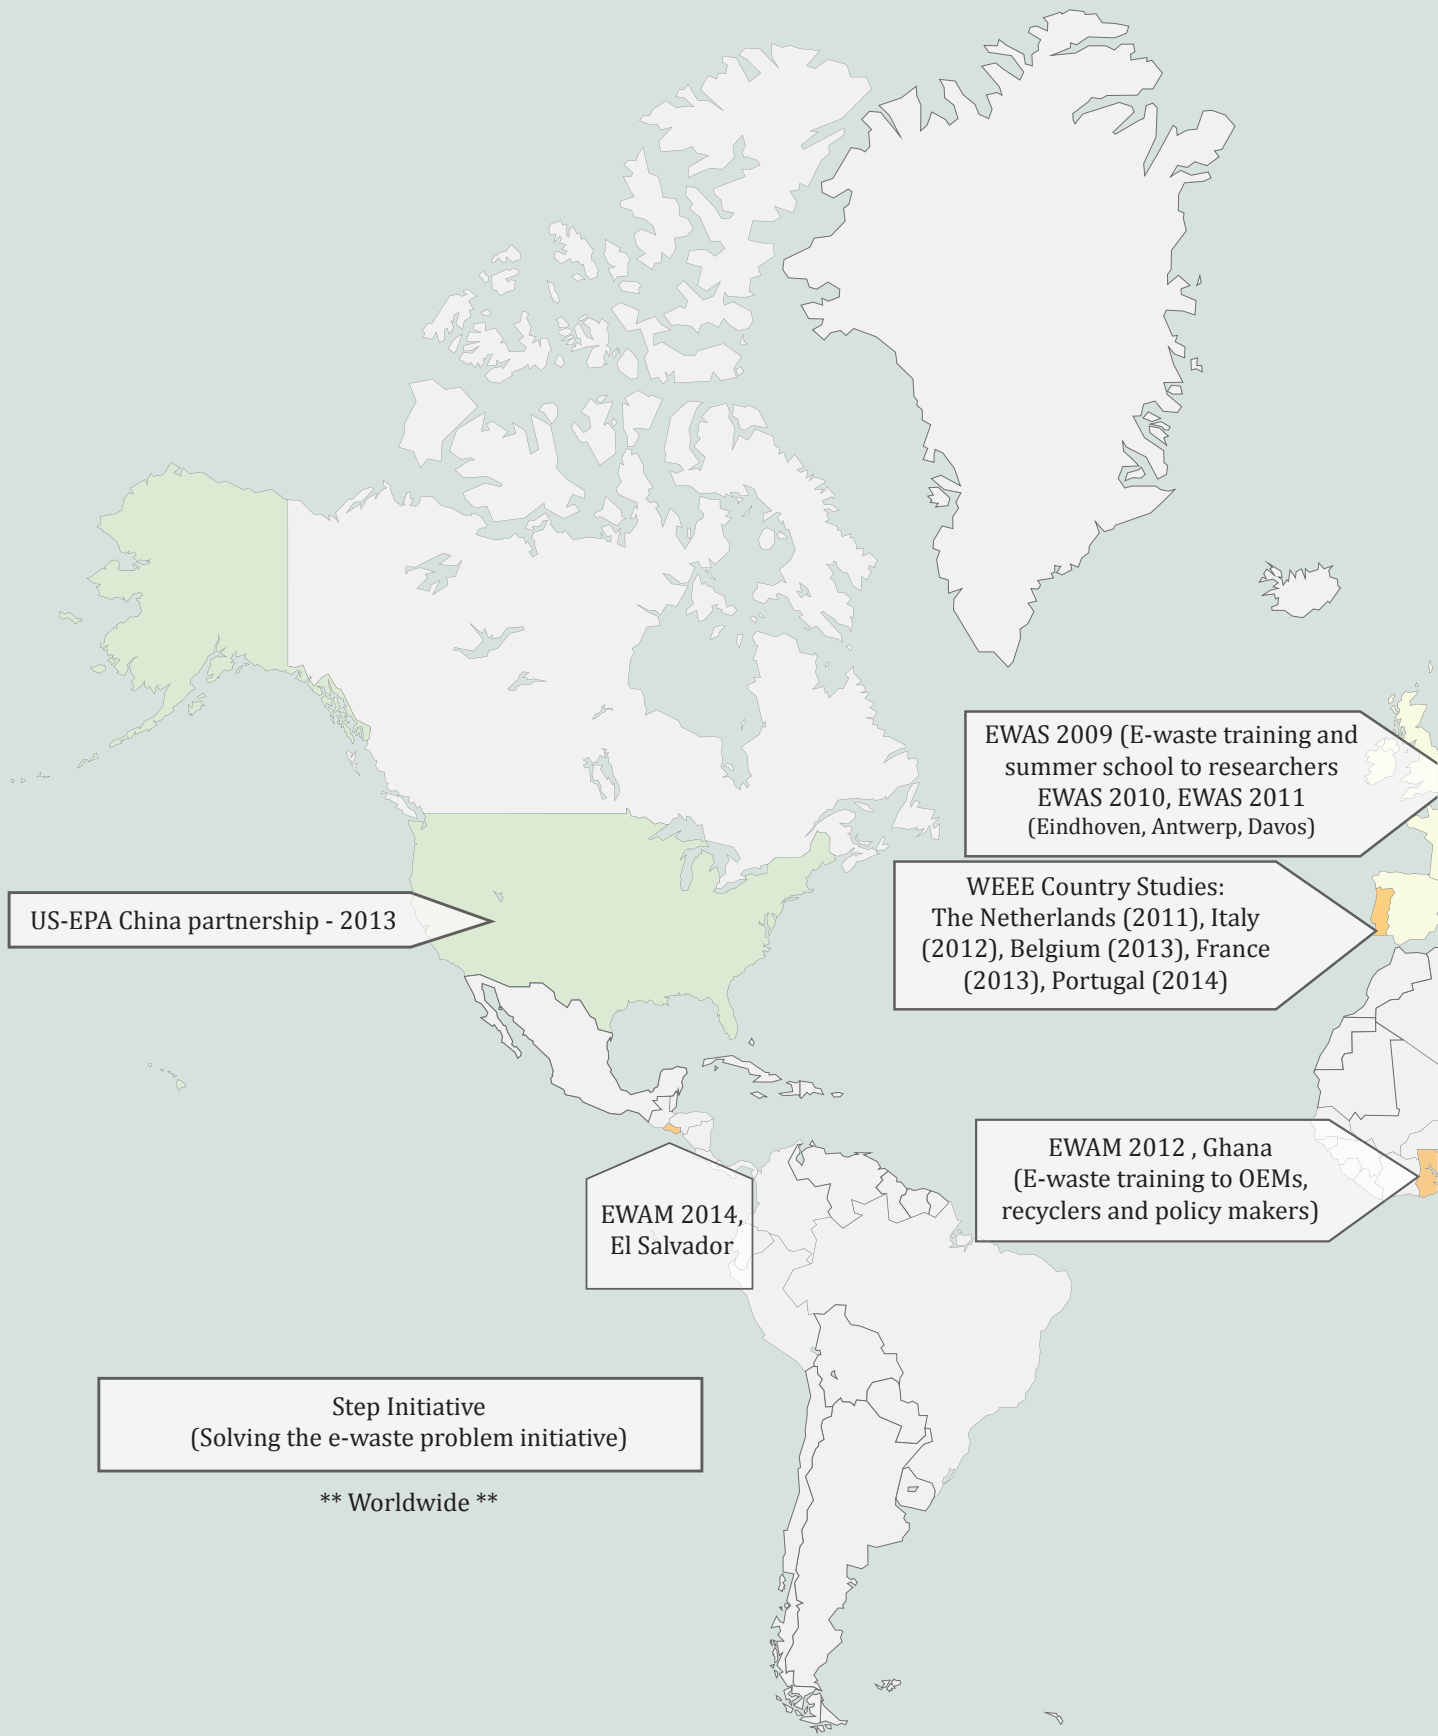 EWAS 2009 (E-waste training and
summer school to researchers
EWAS 2010, EWAS 2011
(Eindhoven, Antwerp, Davos)
WEEE Country Studies:
The Netherlands (2011), Italy
(2012), Belgium (2013), France
(2013), Portugal (2014)
US-EPA China partnership - 2013
EWAM 2012 , Ghana
(E-waste training to OEMs,
recyclers and policy makers)
EWAM 2014,
El Salvador
Step Initiative
(Solving the e-waste problem initiative)
** Worldwide **